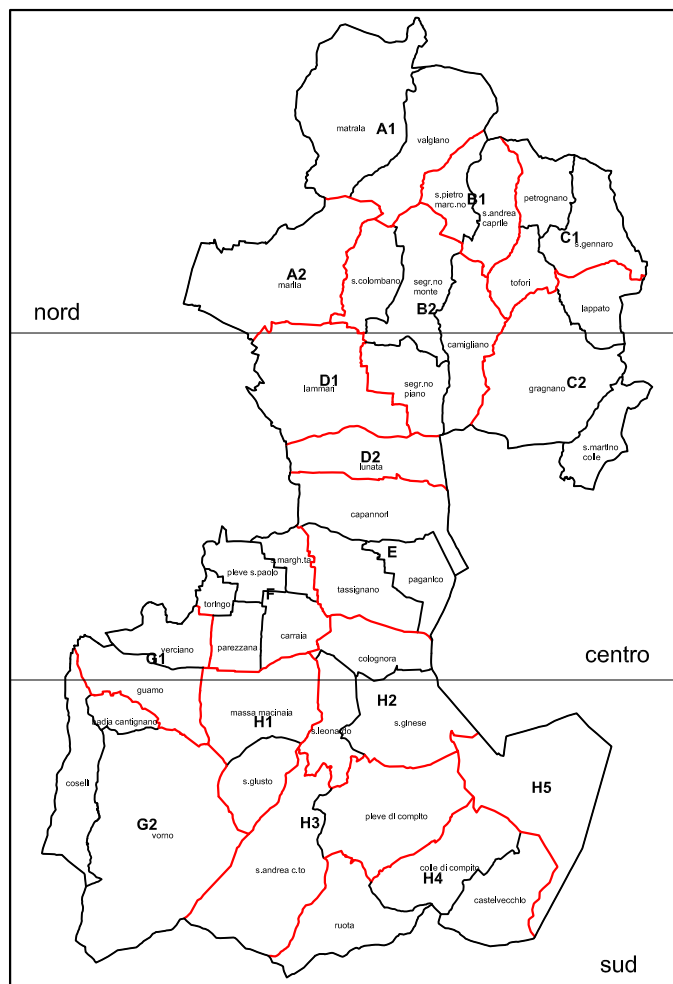 matraia
A1
valgiano
s.pietro
marc.no
B1
s.andrea
caprile
petrognano
C1
s.gennaro
A2
marlia
s.colombano
segr.no
monte
B2
tofori
lappato
nord
camigliano
D1
lammari
segr.no
piano
gragnano
C2
s.martino
colle
D2
lunata
capannori
E
s.margh.ta
pieve s.paolo
tassignano
paganico
toringo
F
verciano
G1
parezzana
carraia
colognora
centro
guamo
badia cantignano
massa macinaia
H1
s.leonardo
H2
s.ginese
coselli
s.giusto
H5
G2
vorno
H3
pieve di compito
s.andrea c.to
colle di compito
H4
castelvecchio
ruota
sud